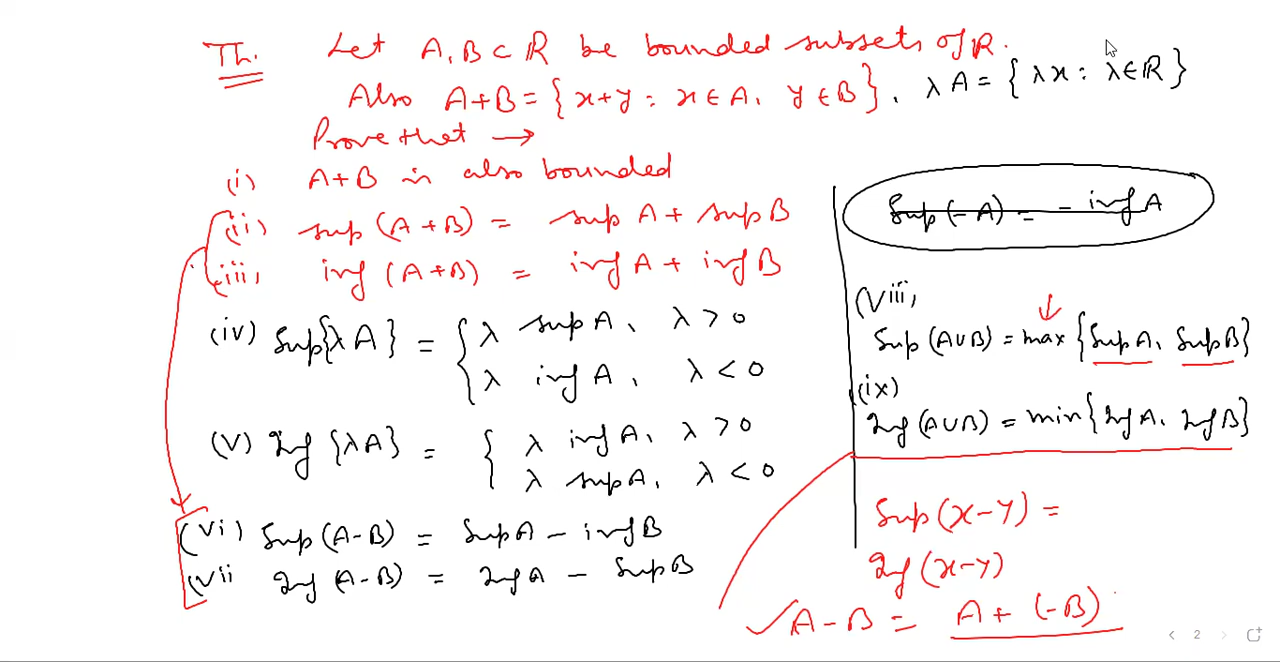 Th. Let A, B ⊂ ℝ be bounded subsets of ℝ.
Also A+B = {x+y : x ∈ A, y ∈ B}, λA = {λx : λ∈ℝ}
Prove that →
(i) A+B is also bounded
(ii) sup (A+B) = sup A + sup B
(iii) inf (A+B) = inf A + inf B
(iv) Sup{λA} = { λ sup A, λ > 0
λ inf A, λ < 0
(v) Inf {λA} = { λ inf A, λ > 0
λ sup A, λ < 0
(vi) Sup (A-B) = Sup A - inf B
(vii Inf (A-B) = Inf A - Sup B
Sup (-A) = - inf A
(viii)
Sup (A∪B) = max {Sup A, Sup B}
(ix)
Inf (A∪B) = min {Inf A, Inf B}
Sup (x-y) =
Inf (x-y)
✓ A-B = A + (-B)
2